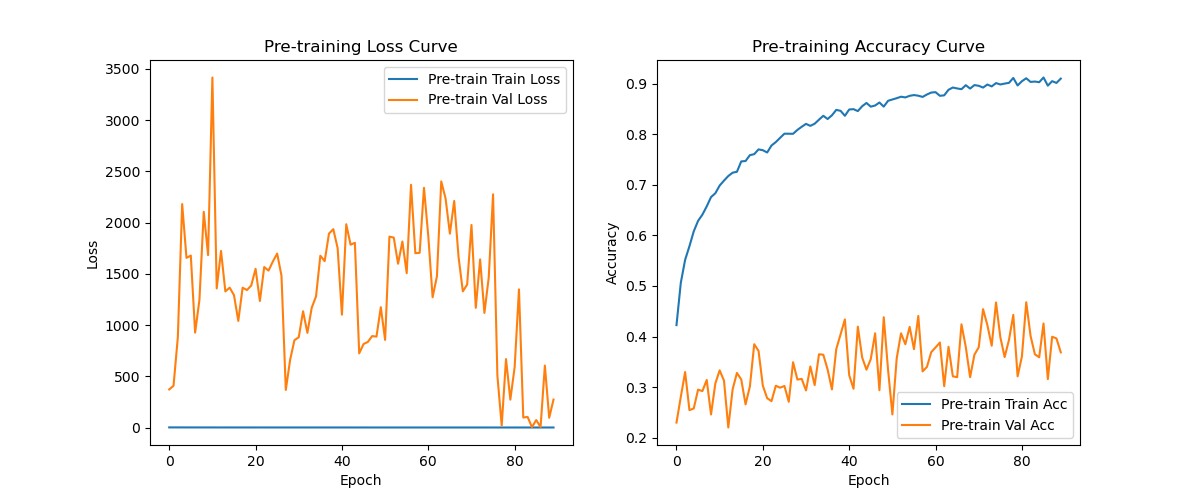 Pre-training Loss Curve
Pre-train Train Loss
Pre-train Val Loss
3500
3000
2500
2000
1500
1000
500
0
Loss
0 20 40 60 80
Epoch
Pre-training Accuracy Curve
0.9
0.8
0.7
0.6
0.5
0.4
0.3
0.2
Accuracy
Pre-train Train Acc
Pre-train Val Acc
0 20 40 60 80
Epoch